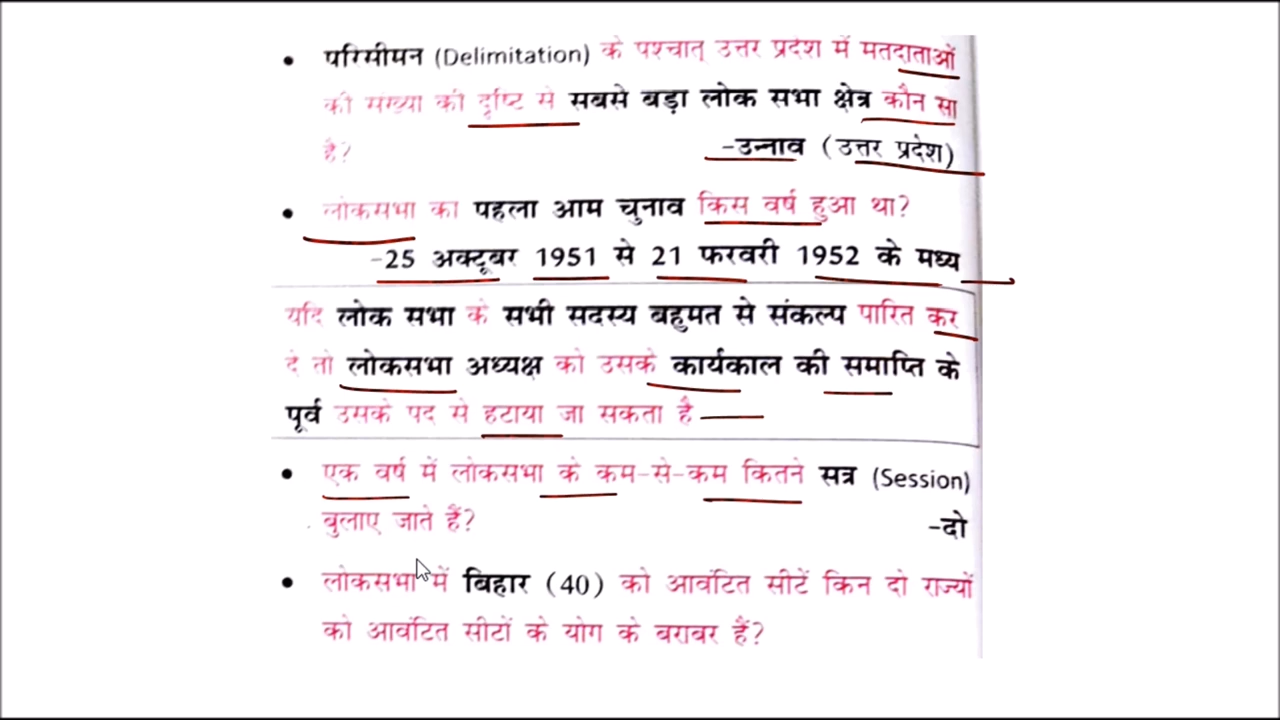 • परिसीमन (Delimitation) के पश्चात् उत्तर प्रदेश में मतदाताओं
की संख्या की दृष्टि से सबसे बड़ा लोक सभा क्षेत्र कौन सा
है?
-उन्नाव (उत्तर प्रदेश)
• लोकसभा का पहला आम चुनाव किस वर्ष हुआ था?
-25 अक्टूबर 1951 से 21 फरवरी 1952 के मध्य
यदि लोक सभा के सभी सदस्य बहुमत से संकल्प पारित कर
दे तो लोकसभा अध्यक्ष को उसके कार्यकाल की समाप्ति के
पूर्व उसके पद से हटाया जा सकता है
• एक वर्ष में लोकसभा के कम-से-कम कितने सत्र (Session)
बुलाए जाते हैं?
-दो
• लोकसभा में बिहार (40) को आवंटित सीटें किन दो राज्यों
को आवंटित सीटों के योग के बराबर हैं?